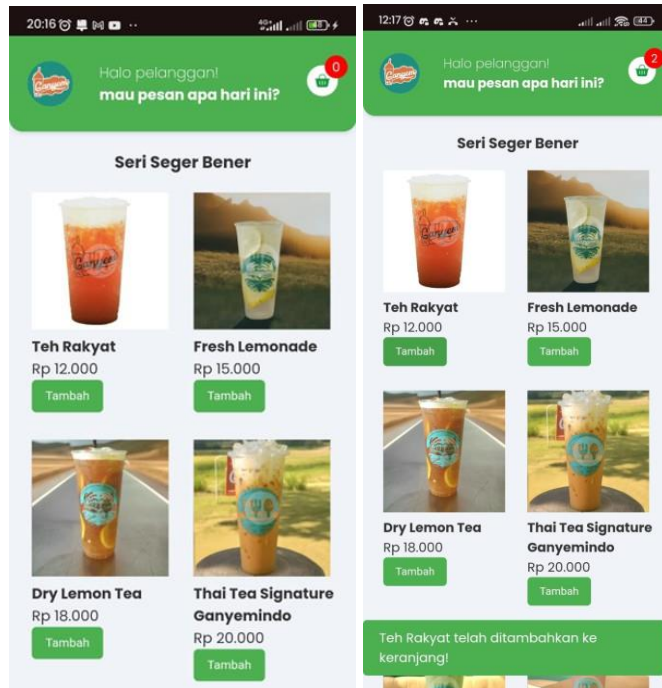 20:16
4G
48
Halo pelanggan!
mau pesan apa hari ini?
0
Seri Seger Bener
Ganyem
Teh Rakyat
Rp 12.000
Tambah
Fresh Lemonade
Rp 15.000
Tambah
Dry Lemon Tea
Rp 18.000
Tambah
Thai Tea Signature
Ganyemindo
Rp 20.000
Tambah
12:17
44
Halo pelanggan!
mau pesan apa hari ini?
2
Seri Seger Bener
Teh Rakyat
Rp 12.000
Tambah
Fresh Lemonade
Rp 15.000
Tambah
Dry Lemon Tea
Rp 18.000
Tambah
Thai Tea Signature
Ganyemindo
Rp 20.000
Tambah
Teh Rakyat telah ditambahkan ke
keranjang!